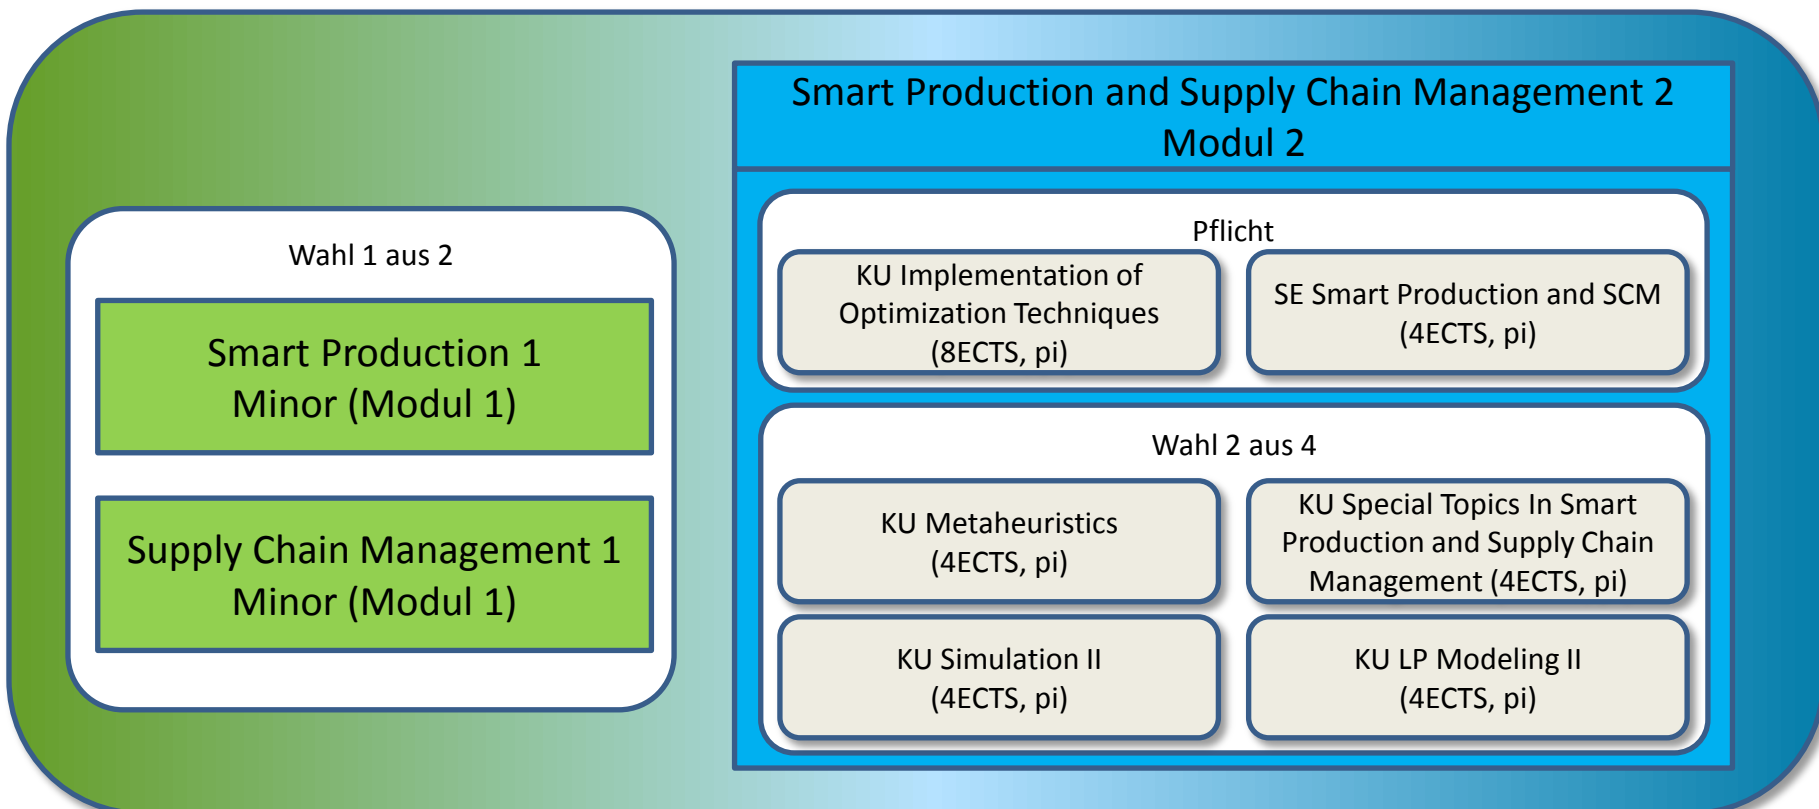 Wahl 1 aus 2
Smart Production 1
Minor (Modul 1)
Supply Chain Management 1
Minor (Modul 1)
Smart Production and Supply Chain Management 2
Modul 2
Pflicht
KU Implementation of
Optimization Techniques
(8ECTS, pi)
SE Smart Production and SCM
(4ECTS, pi)
Wahl 2 aus 4
KU Metaheuristics
(4ECTS, pi)
KU Special Topics In Smart
Production and Supply Chain
Management (4ECTS, pi)
KU Simulation II
(4ECTS, pi)
KU LP Modeling II
(4ECTS, pi)